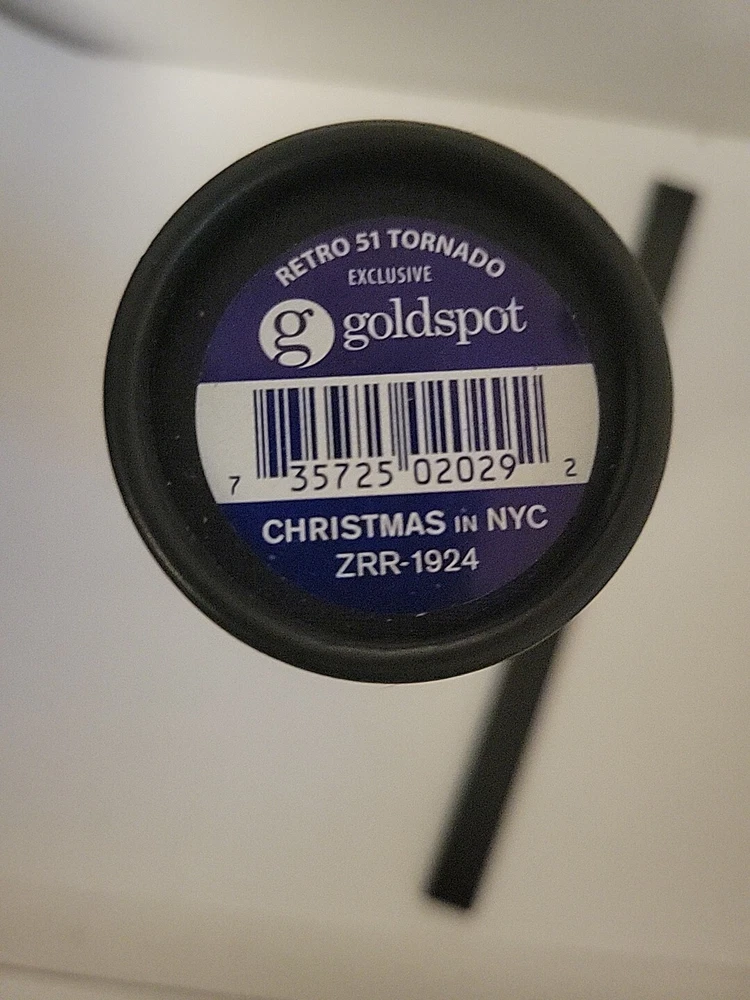 RETRO 51 TORNADO
EXCLUSIVE
g goldspot
7 35725 02029 2
CHRISTMAS IN NYC
ZRR-1924